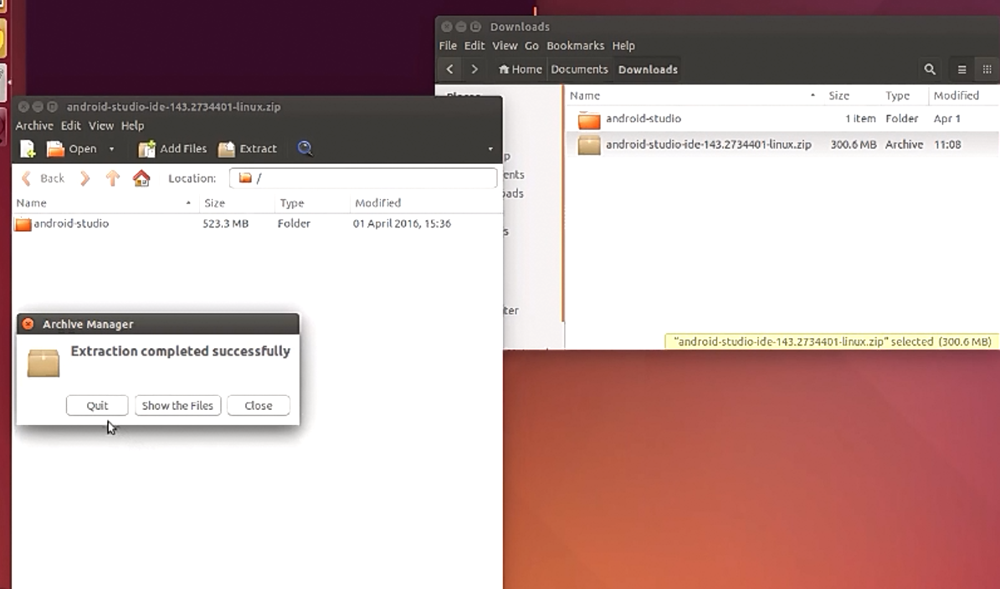 Downloads
File Edit View Go Bookmarks Help
Home Documents Downloads
Name Size Type Modified
android-studio 1 item Folder Apr 1
android-studio-ide-143.2734401-linux.zip 300.6 MB Archive 11:08
"android-studio-ide-143.2734401-linux.zip" selected (300.6 MB)
android-studio-ide-143.2734401-linux.zip
Archive Edit View Help
Open Add Files Extract
Back Location: /
Name Size Type Modified
android-studio 523.3 MB Folder 01 April 2016, 15:36
Archive Manager
Extraction completed successfully
Quit Show the Files Close